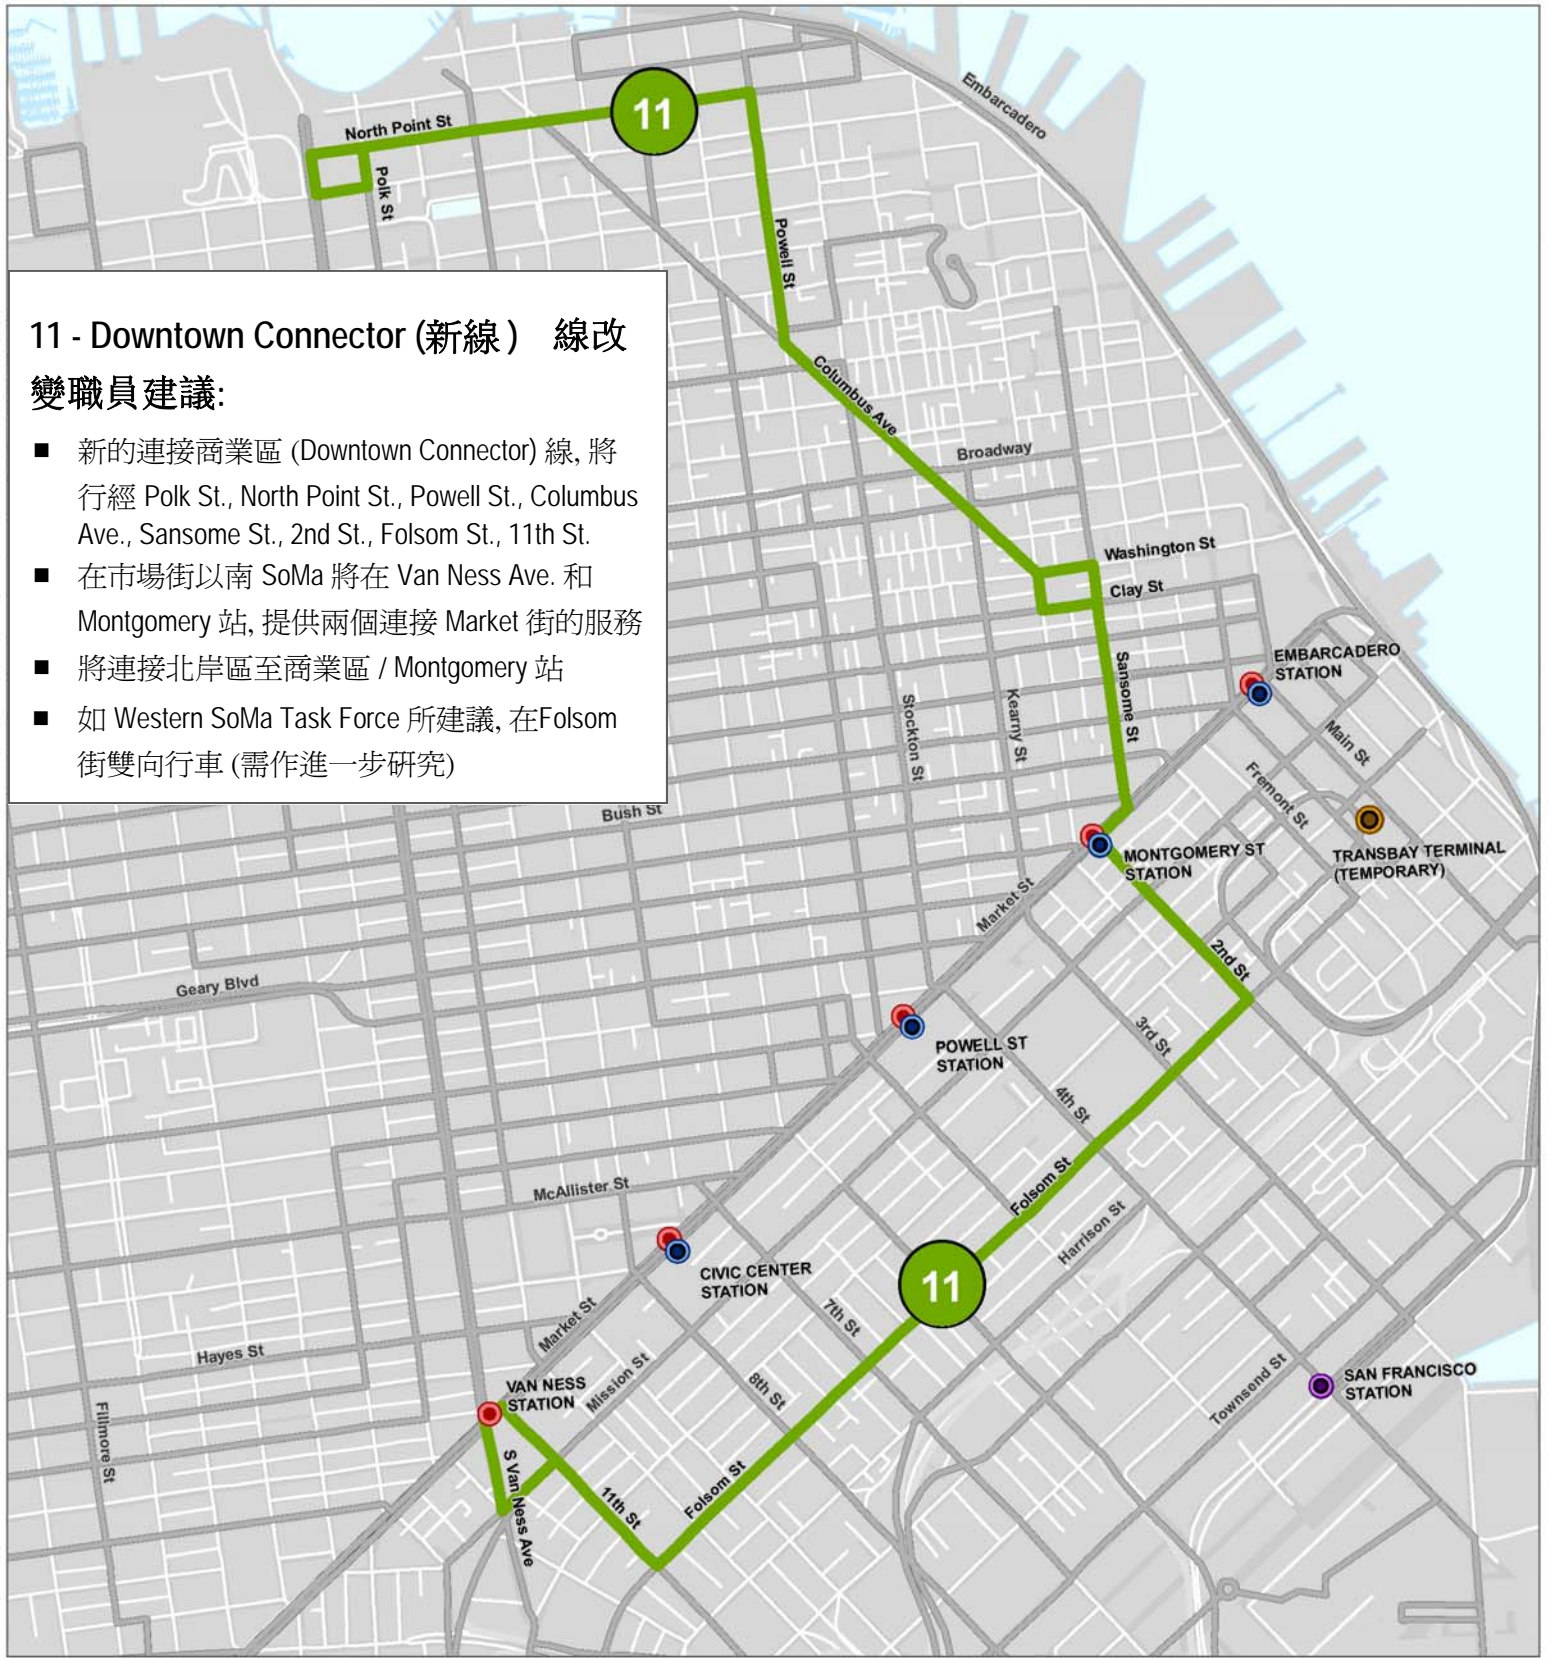 Embarcadero
11
North Point St
Polk St
Powell St
11 - Downtown Connector (新線) 線改
變職員建議:
■ 新的連接商業區 (Downtown Connector) 線, 將
行經 Polk St., North Point St., Powell St., Columbus
Ave., Sansome St., 2nd St., Folsom St., 11th St.
■ 在市場街以南 SoMa 將在 Van Ness Ave. 和
Montgomery 站, 提供兩個連接 Market 街的服務
■ 將連接北岸區至商業區 / Montgomery 站
■ 如 Western SoMa Task Force 所建議, 在Folsom
街雙向行車 (需作進一步研究)
Columbus Ave
Broadway
Washington St
Clay St
Sansome St
EMBARCADERO
STATION
Stockton St
Kearny St
Main St
Fremont St
Bush St
MONTGOMERY ST
STATION
TRANSBAY TERMINAL
(TEMPORARY)
Market St
2nd St
Geary Blvd
3rd St
POWELL ST
STATION
4th St
McAllister St
Folsom St
Harrison St
CIVIC CENTER
STATION
11
Market St
7th St
Hayes St
Mission St
8th St
VAN NESS
STATION
Townsend St
SAN FRANCISCO
STATION
Fillmore St
S Van Ness Ave
11th St
Folsom St